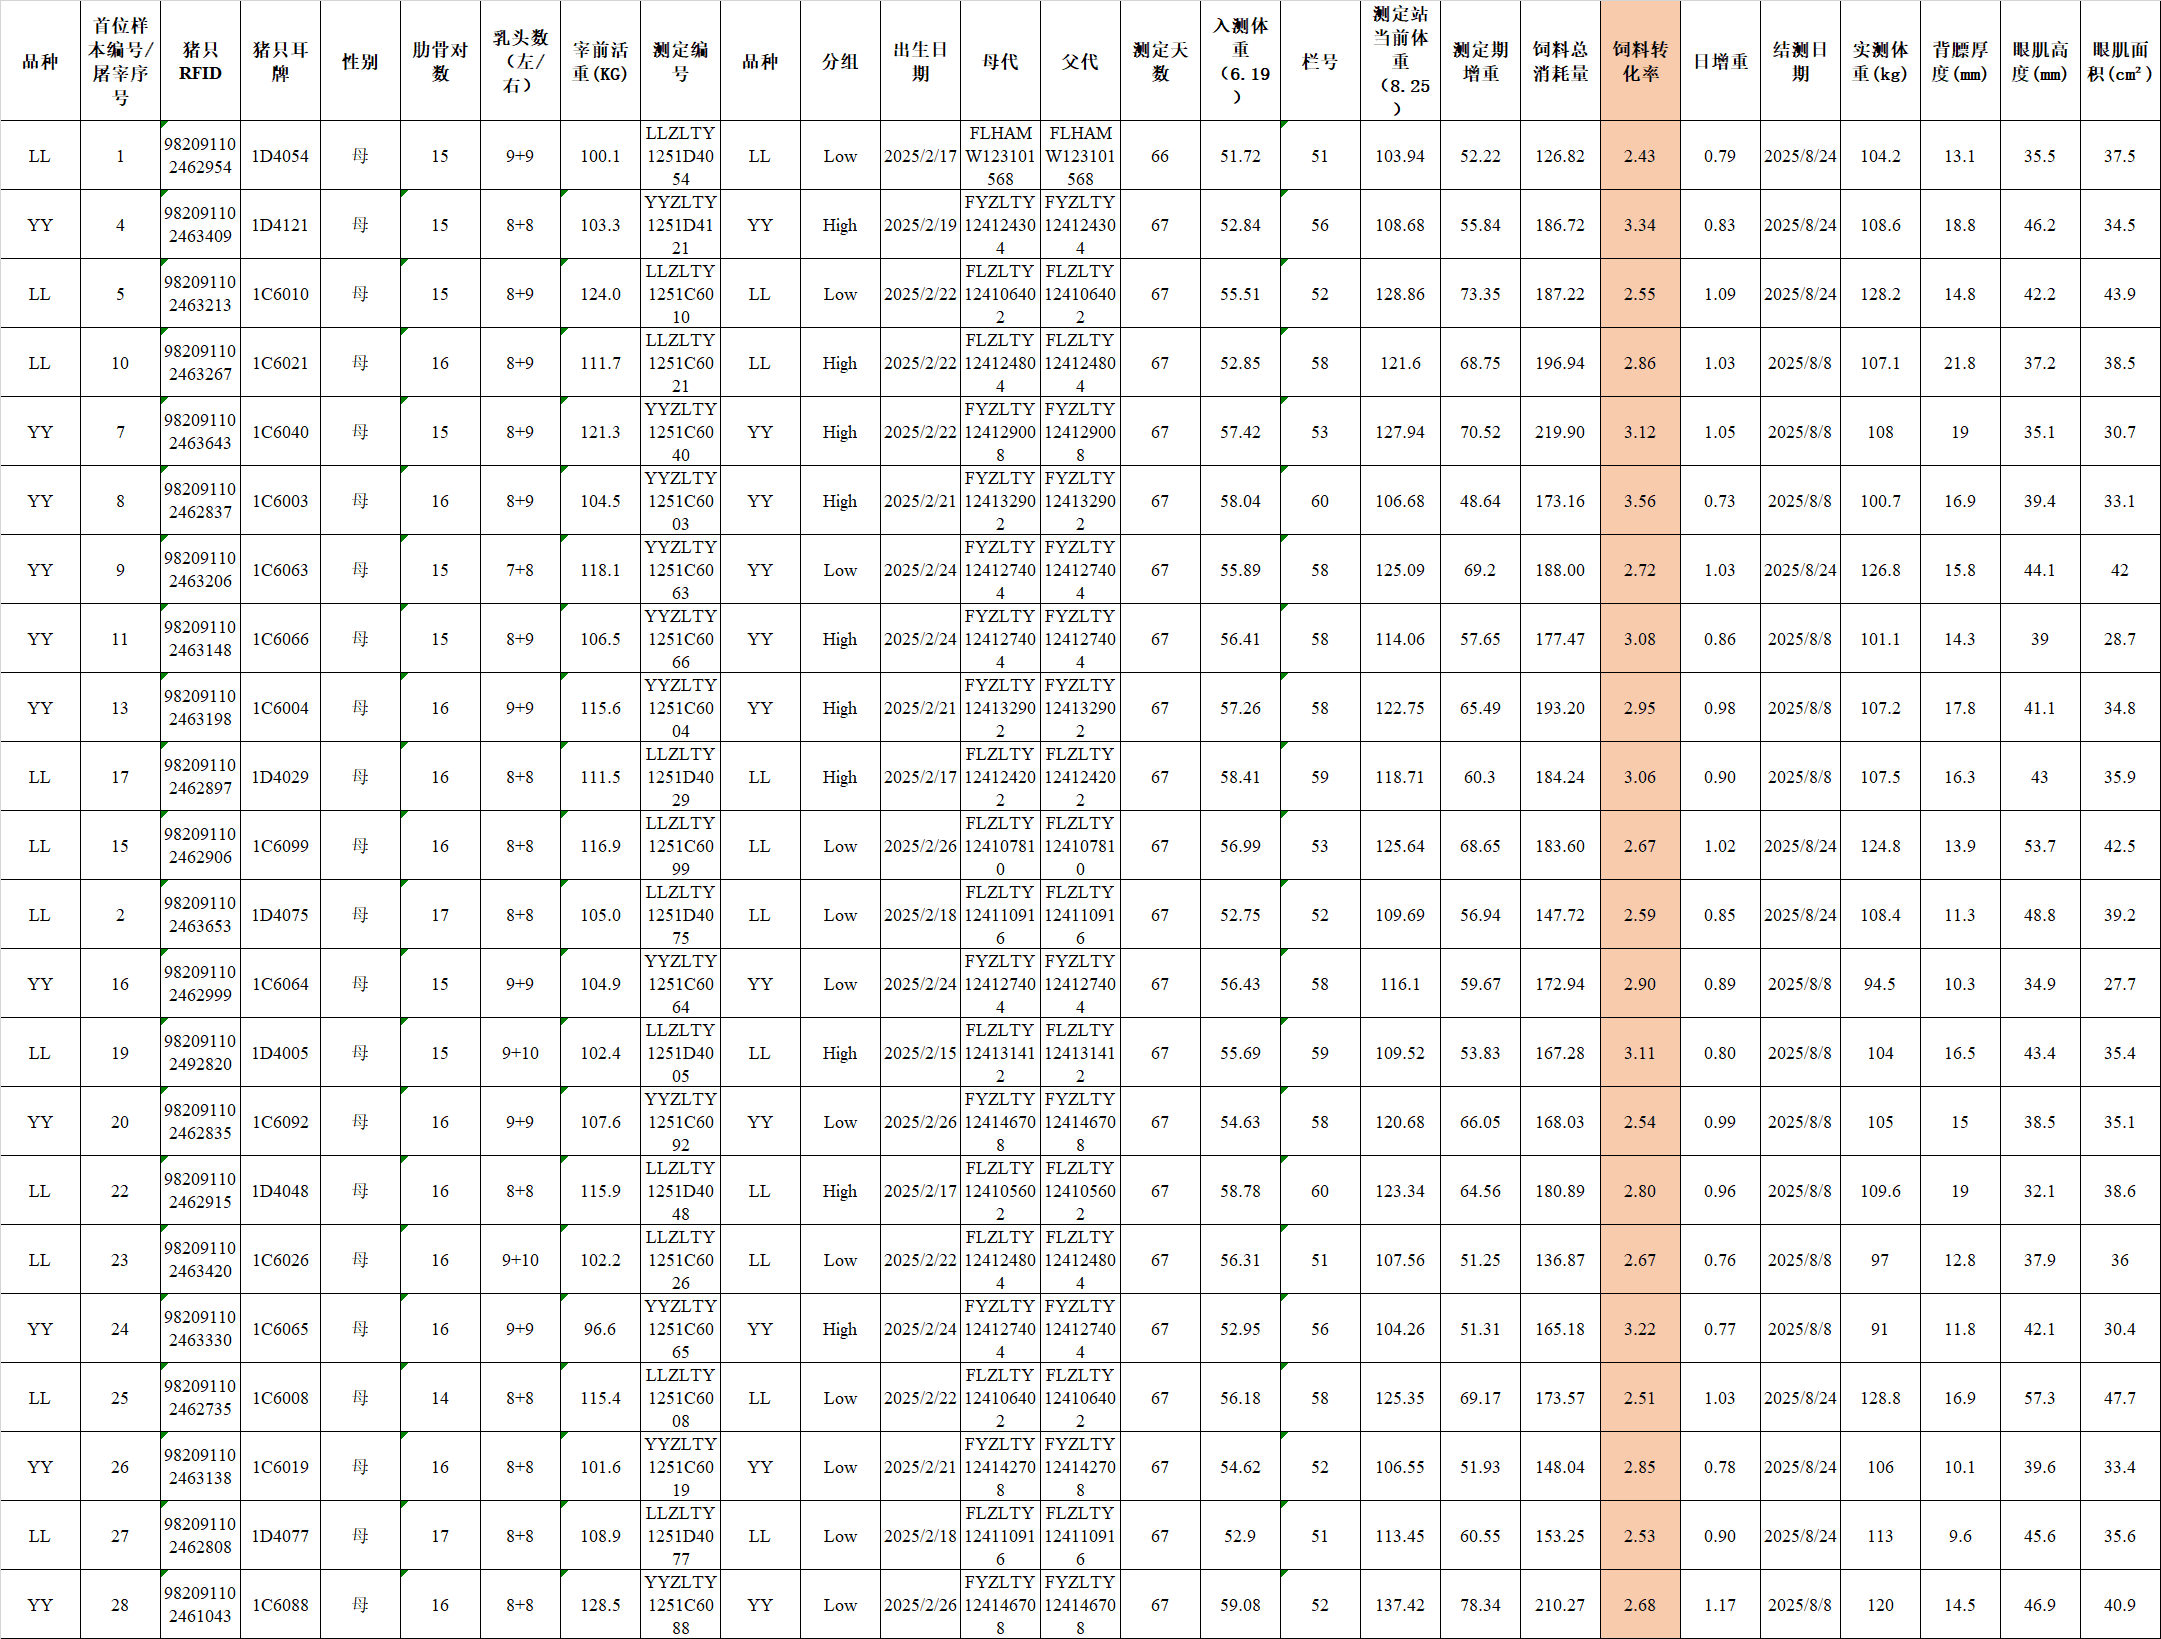 品种 首位样本编号/屠宰序号 猪只RFID 猪只耳牌 性别 肋骨对数 乳头数（左/右） 宰前活重(KG) 测定编号 品种 分组 出生日期 母代 父代 测定天数 入测体重（6.19） 栏号 测定站当前体重（8.25） 测定期增重 饲料总消耗量 饲料转化率 日增重 结测日期 实测体重(kg) 背膘厚度(mm) 眼肌高度(mm) 眼肌面积(cm²)
LL 1 982091102462954 1D4054 母 15 9+9 100.1 LLZLTY1251D4054 LL Low 2025/2/17 FLHAMW123101568 FLHAMW123101568 66 51.72 51 103.94 52.22 126.82 2.43 0.79 2025/8/24 104.2 13.1 35.5 37.5
YY 4 982091102463409 1D4121 母 15 8+8 103.3 YYZLTY1251D4121 YY High 2025/2/19 FYZLTY124124304 FYZLTY124124304 67 52.84 56 108.68 55.84 186.72 3.34 0.83 2025/8/24 108.6 18.8 46.2 34.5
LL 5 982091102463213 1C6010 母 15 8+9 124.0 LLZLTY1251C6010 LL Low 2025/2/22 FLZLTY124106402 FLZLTY124106402 67 55.51 52 128.86 73.35 187.22 2.55 1.09 2025/8/24 128.2 14.8 42.2 43.9
LL 10 982091102463267 1C6021 母 16 8+9 111.7 LLZLTY1251C6021 LL High 2025/2/22 FLZLTY124124804 FLZLTY124124804 67 52.85 58 121.6 68.75 196.94 2.86 1.03 2025/8/8 107.1 21.8 37.2 38.5
YY 7 982091102463643 1C6040 母 15 8+9 121.3 YYZLTY1251C6040 YY High 2025/2/22 FYZLTY124129008 FYZLTY124129008 67 57.42 53 127.94 70.52 219.90 3.12 1.05 2025/8/8 108 19 35.1 30.7
YY 8 982091102462837 1C6003 母 16 8+9 104.5 YYZLTY1251C6003 YY High 2025/2/21 FYZLTY124132902 FYZLTY124132902 67 58.04 60 106.68 48.64 173.16 3.56 0.73 2025/8/8 100.7 16.9 39.4 33.1
YY 9 982091102463206 1C6063 母 15 7+8 118.1 YYZLTY1251C6063 YY Low 2025/2/24 FYZLTY124127404 FYZLTY124127404 67 55.89 58 125.09 69.2 188.00 2.72 1.03 2025/8/24 126.8 15.8 44.1 42
YY 11 982091102463148 1C6066 母 15 8+9 106.5 YYZLTY1251C6066 YY High 2025/2/24 FYZLTY124127404 FYZLTY124127404 67 56.41 58 114.06 57.65 177.47 3.08 0.86 2025/8/8 101.1 14.3 39 28.7
YY 13 982091102463198 1C6004 母 16 9+9 115.6 YYZLTY1251C6004 YY High 2025/2/21 FYZLTY124132902 FYZLTY124132902 67 57.26 58 122.75 65.49 193.20 2.95 0.98 2025/8/8 107.2 17.8 41.1 34.8
LL 17 982091102462897 1D4029 母 16 8+8 111.5 LLZLTY1251D4029 LL High 2025/2/17 FLZLTY124124202 FLZLTY124124202 67 58.41 59 118.71 60.3 184.24 3.06 0.90 2025/8/8 107.5 16.3 43 35.9
LL 15 982091102462906 1C6099 母 16 8+8 116.9 LLZLTY1251C6099 LL Low 2025/2/26 FLZLTY124107810 FLZLTY124107810 67 56.99 53 125.64 68.65 183.60 2.67 1.02 2025/8/24 124.8 13.9 53.7 42.5
LL 2 982091102463653 1D4075 母 17 8+8 105.0 LLZLTY1251D4075 LL Low 2025/2/18 FLZLTY124110916 FLZLTY124110916 67 52.75 52 109.69 56.94 147.72 2.59 0.85 2025/8/24 108.4 11.3 48.8 39.2
YY 16 982091102462999 1C6064 母 15 9+9 104.9 YYZLTY1251C6064 YY Low 2025/2/24 FYZLTY124127404 FYZLTY124127404 67 56.43 58 116.1 59.67 172.94 2.90 0.89 2025/8/8 94.5 10.3 34.9 27.7
LL 19 982091102492820 1D4005 母 15 9+10 102.4 LLZLTY1251D4005 LL High 2025/2/15 FLZLTY124131412 FLZLTY124131412 67 55.69 59 109.52 53.83 167.28 3.11 0.80 2025/8/8 104 16.5 43.4 35.4
YY 20 982091102462835 1C6092 母 16 9+9 107.6 YYZLTY1251C6092 YY Low 2025/2/26 FYZLTY124146708 FYZLTY124146708 67 54.63 58 120.68 66.05 168.03 2.54 0.99 2025/8/8 105 15 38.5 35.1
LL 22 982091102462915 1D4048 母 16 8+8 115.9 LLZLTY1251D4048 LL High 2025/2/17 FLZLTY124105602 FLZLTY124105602 67 58.78 60 123.34 64.56 180.89 2.80 0.96 2025/8/8 109.6 19 32.1 38.6
LL 23 982091102463420 1C6026 母 16 9+10 102.2 LLZLTY1251C6026 LL Low 2025/2/22 FLZLTY124124804 FLZLTY124124804 67 56.31 51 107.56 51.25 136.87 2.67 0.76 2025/8/8 97 12.8 37.9 36
YY 24 982091102463330 1C6065 母 16 9+9 96.6 YYZLTY1251C6065 YY High 2025/2/24 FYZLTY124127404 FYZLTY124127404 67 52.95 56 104.26 51.31 165.18 3.22 0.77 2025/8/8 91 11.8 42.1 30.4
LL 25 982091102462735 1C6008 母 14 8+8 115.4 LLZLTY1251C6008 LL Low 2025/2/22 FLZLTY124106402 FLZLTY124106402 67 56.18 58 125.35 69.17 173.57 2.51 1.03 2025/8/24 128.8 16.9 57.3 47.7
YY 26 982091102463138 1C6019 母 16 8+8 101.6 YYZLTY1251C6019 YY Low 2025/2/21 FYZLTY124142708 FYZLTY124142708 67 54.62 52 106.55 51.93 148.04 2.85 0.78 2025/8/24 106 10.1 39.6 33.4
LL 27 982091102462808 1D4077 母 17 8+8 108.9 LLZLTY1251D4077 LL Low 2025/2/18 FLZLTY124110916 FLZLTY124110916 67 52.9 51 113.45 60.55 153.25 2.53 0.90 2025/8/24 113 9.6 45.6 35.6
YY 28 982091102461043 1C6088 母 16 8+8 128.5 YYZLTY1251C6088 YY Low 2025/2/26 FYZLTY124146708 FYZLTY124146708 67 59.08 52 137.42 78.34 210.27 2.68 1.17 2025/8/8 120 14.5 46.9 40.9